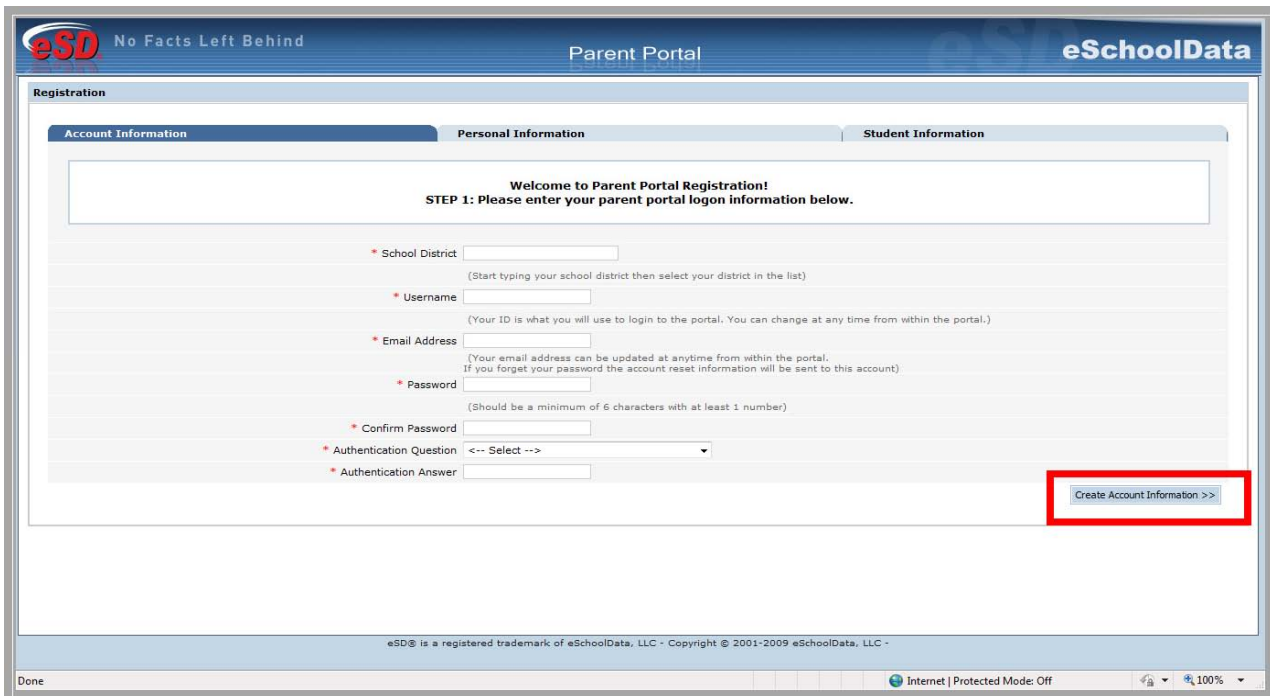 eSD No Facts Left Behind
Parent Portal
eSchoolData
Registration
Account Information
Personal Information
Student Information
Welcome to Parent Portal Registration!
STEP 1: Please enter your parent portal logon information below.
* School District
(Start typing your school district then select your district in the list)
* Username
(Your ID is what you will use to login to the portal. You can change at any time from within the portal.)
* Email Address
(Your email address can be updated at anytime from within the portal.
If you forget your password the account reset information will be sent to this account)
* Password
(Should be a minimum of 6 characters with at least 1 number)
* Confirm Password
* Authentication Question <-- Select -->
* Authentication Answer
Create Account Information >>
eSD® is a registered trademark of eSchoolData, LLC - Copyright © 2001-2009 eSchoolData, LLC -
Done
Internet | Protected Mode: Off
100%